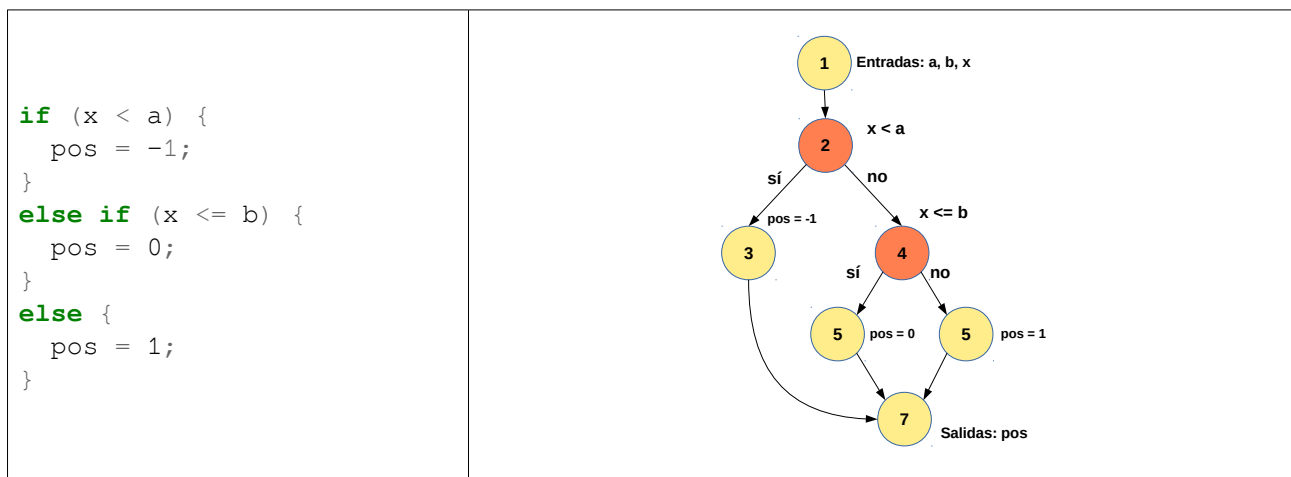 if (x < a) {
  pos = -1;
}
else if (x <= b) {
  pos = 0;
}
else {
  pos = 1;
}
1
Entradas: a, b, x
2
x < a
sí
no
pos = -1
x <= b
3
4
sí
no
5
pos = 0
5
pos = 1
7
Salidas: pos